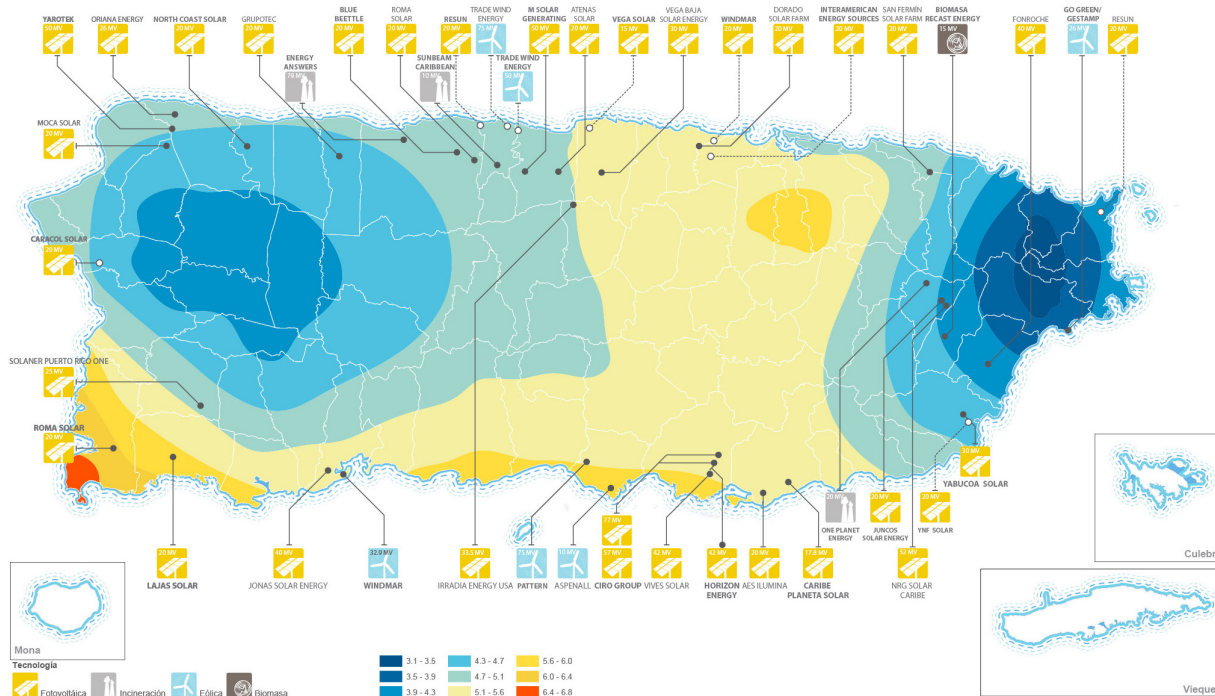 YAROTEK
50 MV
ORIANA ENERGY
26 MV
NORTH COAST SOLAR
20 MV
GRUPOTEC
20 MV
ENERGY
ANSWERS
79 MV
BLUE
BEETTLE
20 MV
ROMA
SOLAR
20 MV
RESUN
20 MV
SUNBEAM
CARIBBEAN
10 MV
TRADE WIND
ENERGY
75 MV
TRADE WIND
ENERGY
50 MV
M SOLAR
GENERATING
50 MV
ATENAS
SOLAR
20 MV
VEGA SOLAR
15 MV
VEGA BAJA
SOLAR ENERGY
30 MV
WINDMAR
20 MV
DORADO
SOLAR FARM
20 MV
INTERAMERICAN
ENERGY SOURCES
20 MV
SAN FERMÍN
SOLAR FARM
20 MV
BIOMASA
RECAST ENERGY
15 MV
FONROCHE
40 MV
GO GREEN/
GESTAMP
26 MV
RESUN
20 MV
MOCA SOLAR
20 MV
CARACOL SOLAR
20 MV
SOLANER PUERTO RICO ONE
25 MV
ROMA SOLAR
20 MV
20 MV
LAJAS SOLAR
40 MV
JONAS SOLAR ENERGY
32.9 MV
WINDMAR
33.5 MV
IRRADIA ENERGY USA
75 MV
PATTERN
10 MV
ASPENALL
77 MV
57 MV
CIRO GROUP
42 MV
VIVES SOLAR
42 MV
HORIZON
ENERGY
20 MV
AES ILUMINA
17.8 MV
CARIBE
PLANETA SOLAR
20 MV
ONE PLANET
ENERGY
20 MV
JUNCOS
SOLAR ENERGY
20 MV
YNF SOLAR
30 MV
YABUCOA SOLAR
52 MV
NRG SOLAR
CARIBE
Mona
Culebr
Vieque
Tecnología
Fotovoltáica
Incineración
Eólica
Biomasa
3.1 - 3.5
3.5 - 3.9
3.9 - 4.3
4.3 - 4.7
4.7 - 5.1
5.1 - 5.6
5.6 - 6.0
6.0 - 6.4
6.4 - 6.8